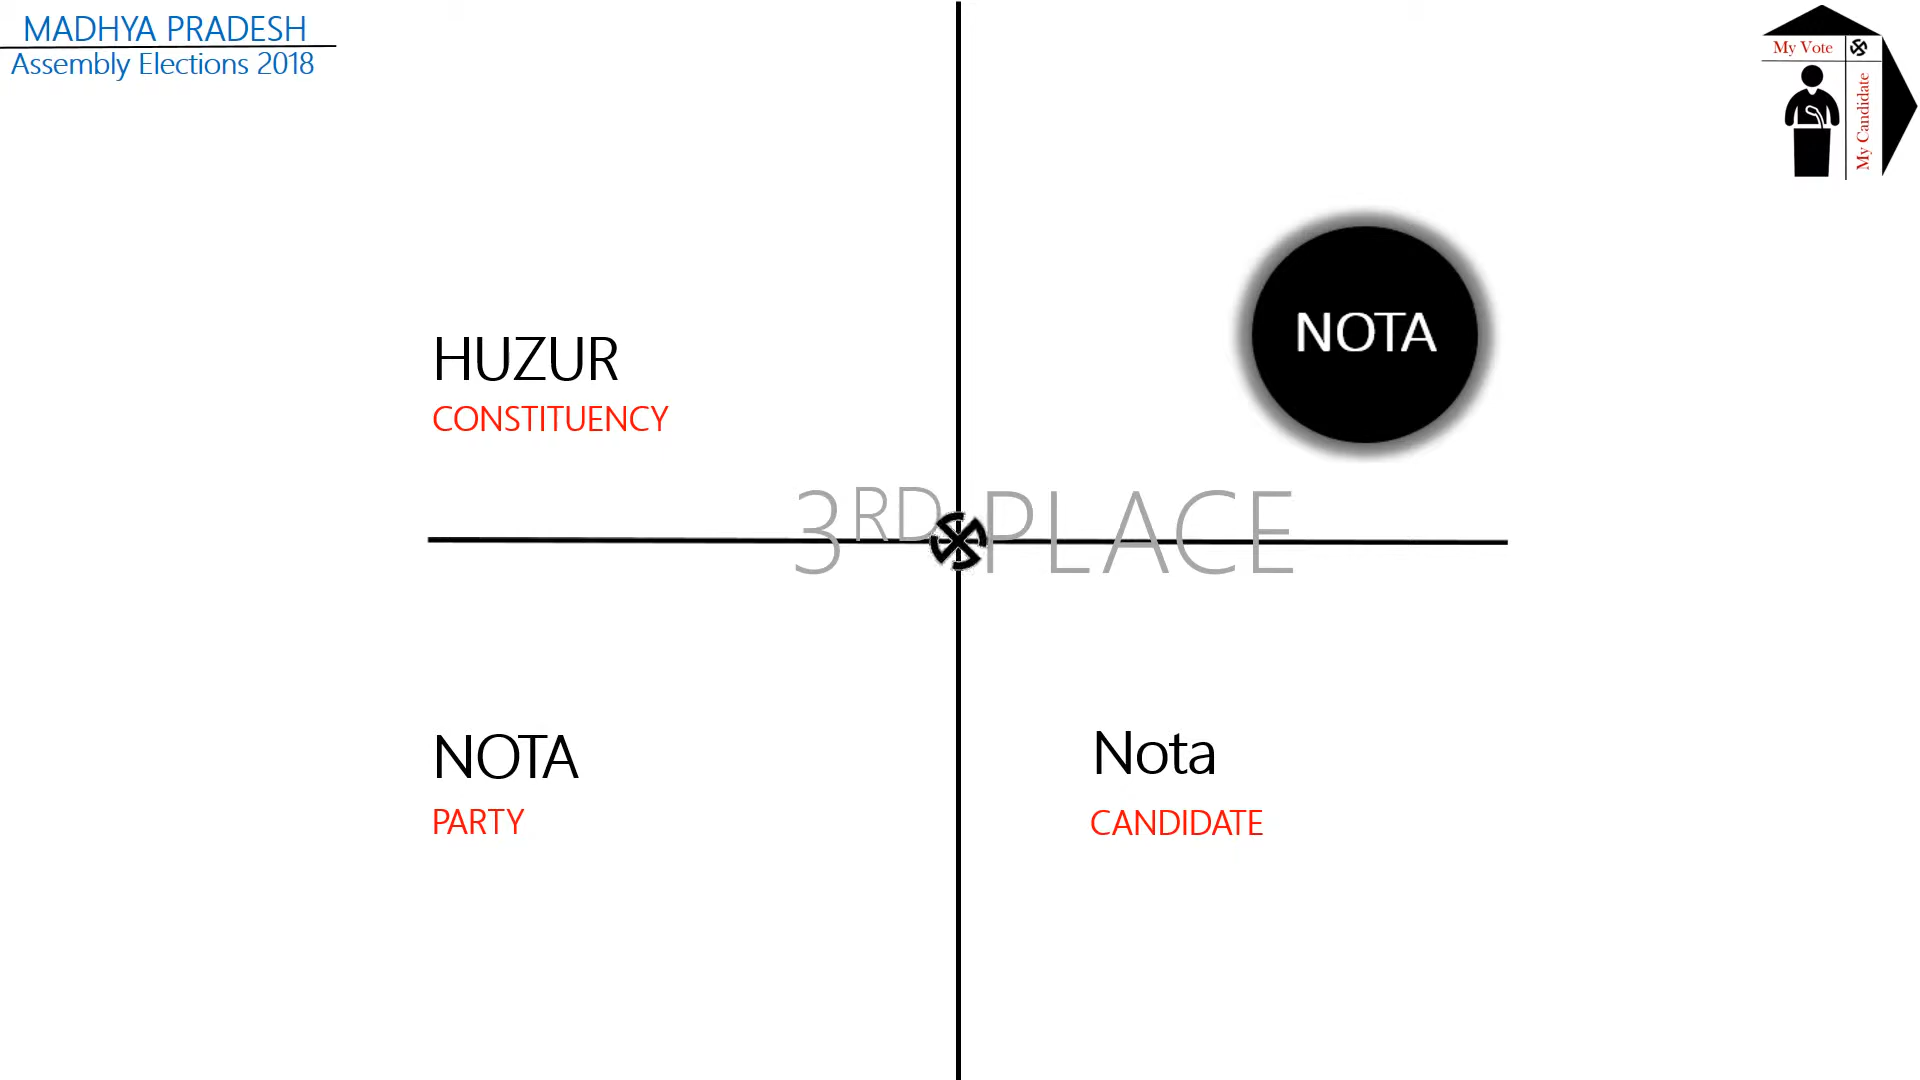 MADHYA PRADESH
Assembly Elections 2018
My Vote
My Candidate
NOTA
HUZUR
CONSTITUENCY
3RD PLACE
NOTA
PARTY
Nota
CANDIDATE